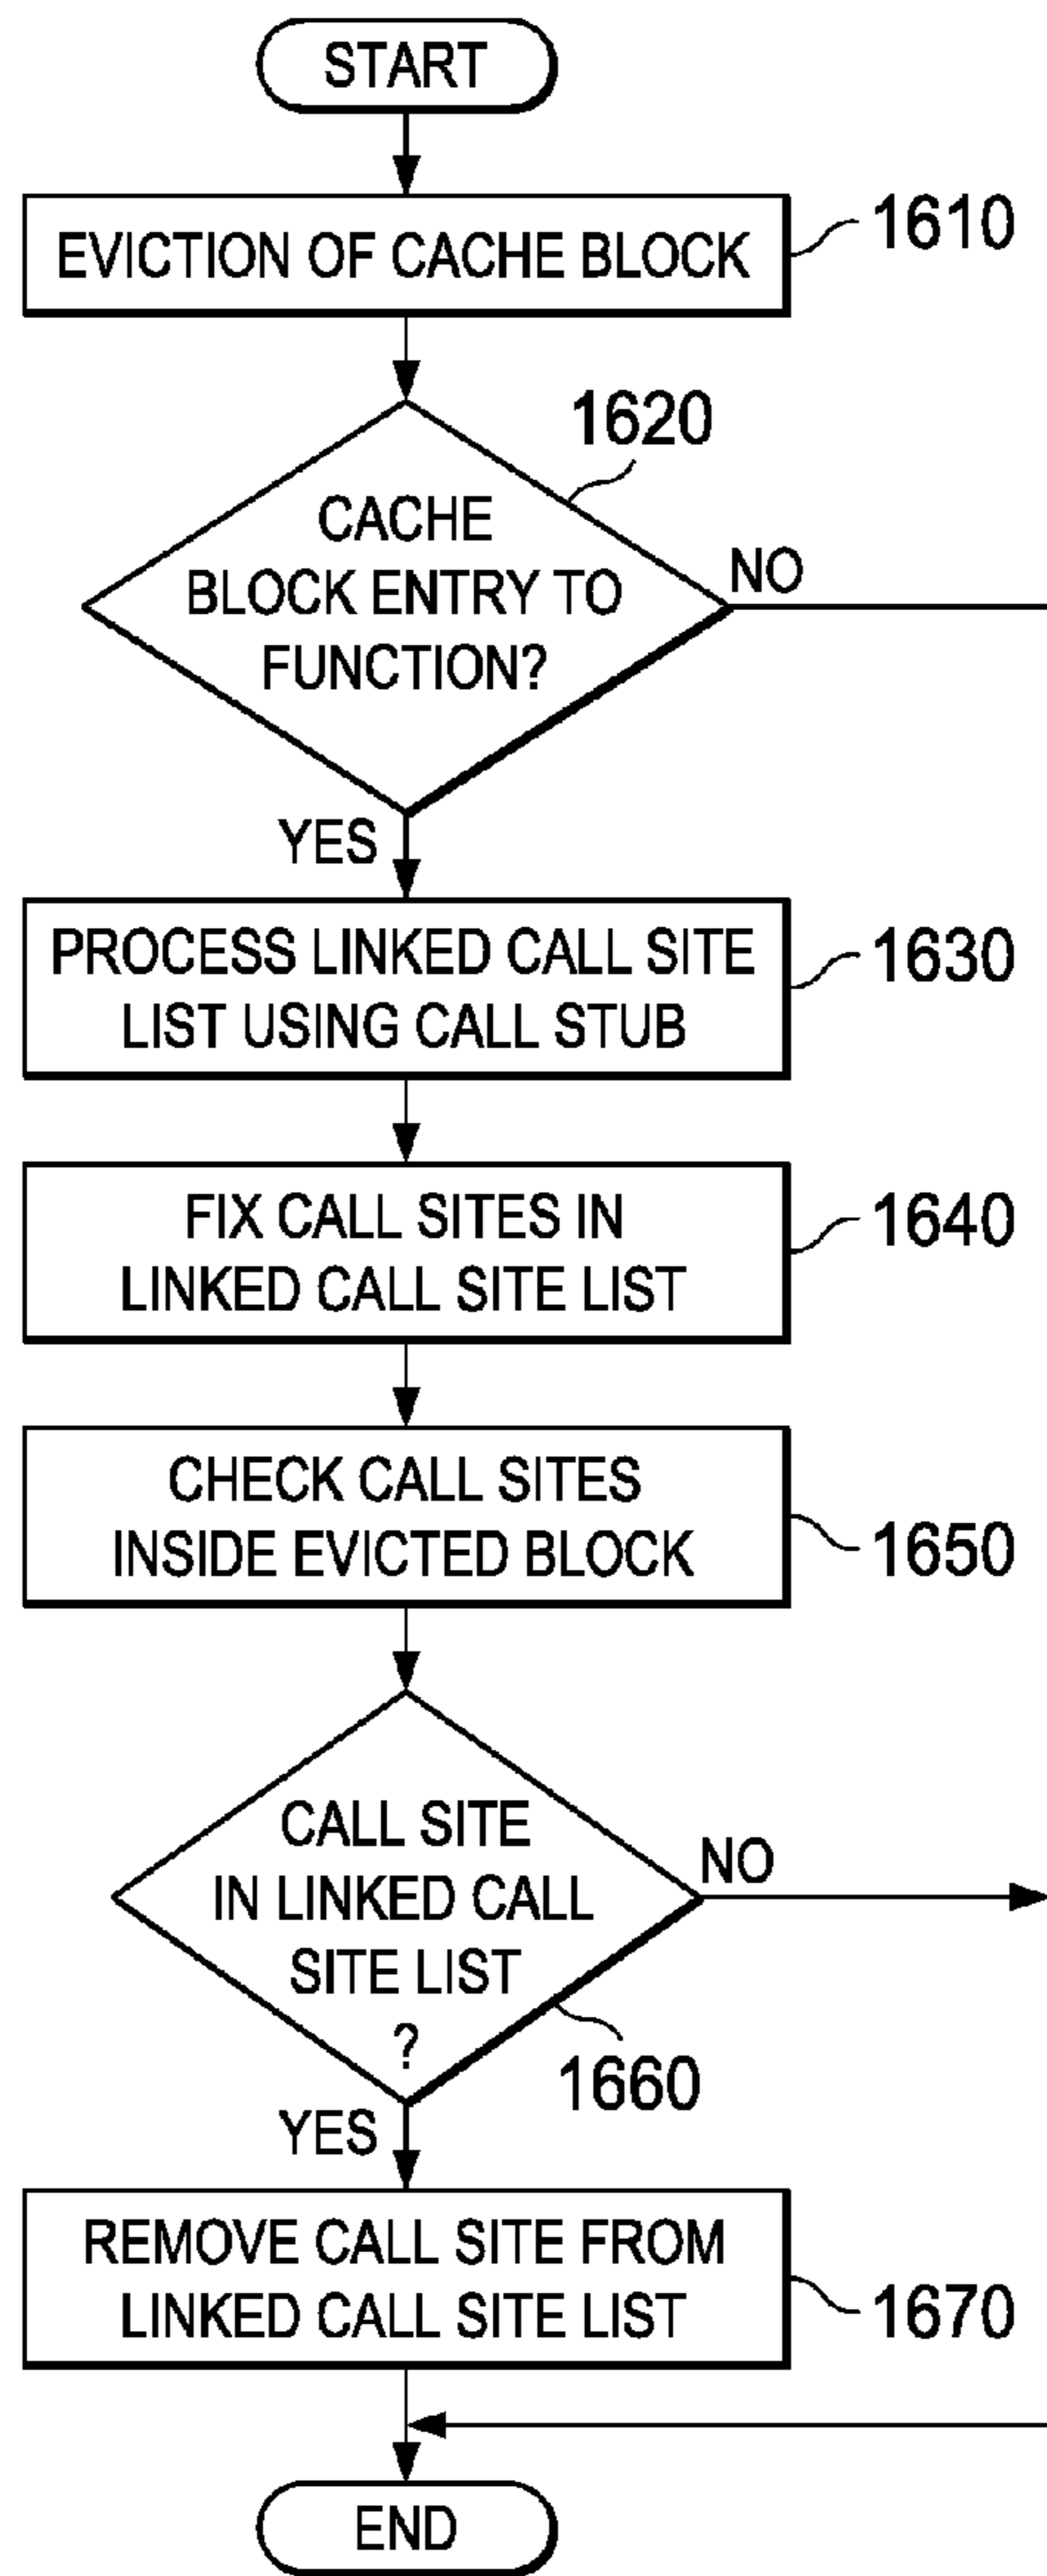 START
EVICTION OF CACHE BLOCK
1610
1620
CACHE
BLOCK ENTRY TO
FUNCTION?
NO
YES
PROCESS LINKED CALL SITE
LIST USING CALL STUB
1630
FIX CALL SITES IN
LINKED CALL SITE LIST
1640
CHECK CALL SITES
INSIDE EVICTED BLOCK
1650
CALL SITE
IN LINKED CALL
SITE LIST
?
NO
1660
YES
REMOVE CALL SITE FROM
LINKED CALL SITE LIST
1670
END